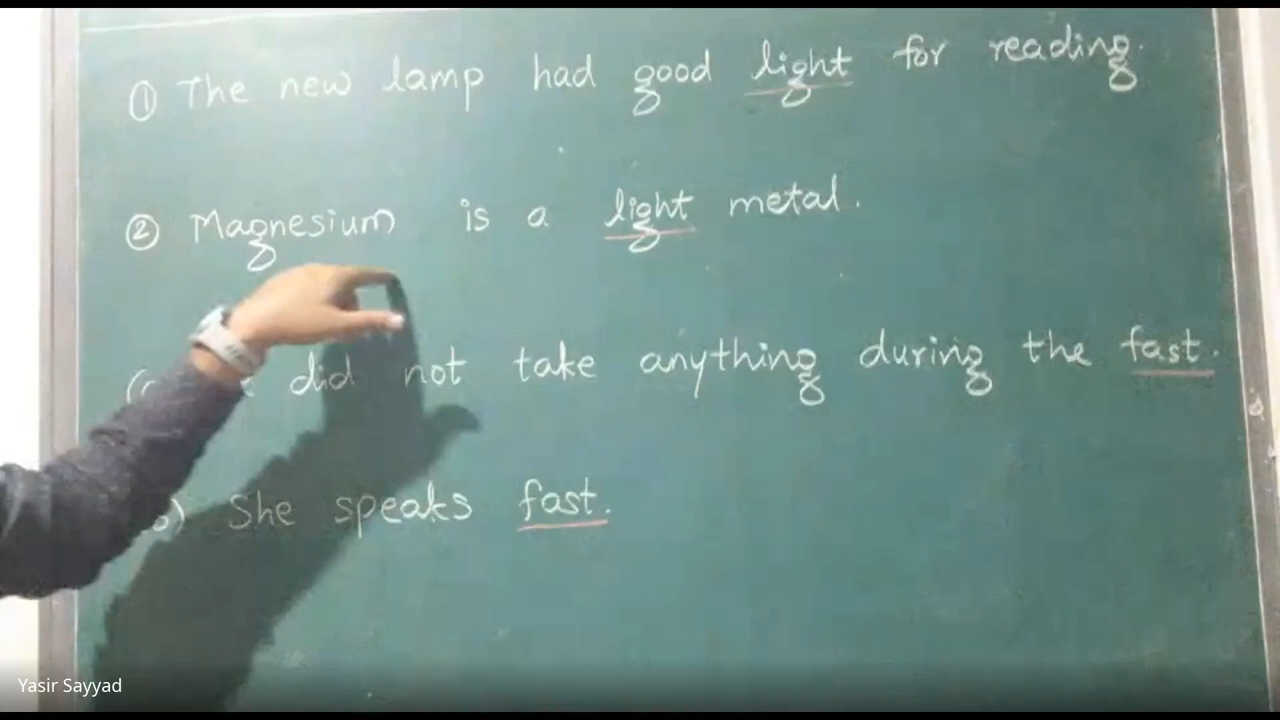 ① The new lamp had good light for reading.
② Magnesium is a light metal.
did not take anything during the fast.
She speaks fast.
Yasir Sayyad